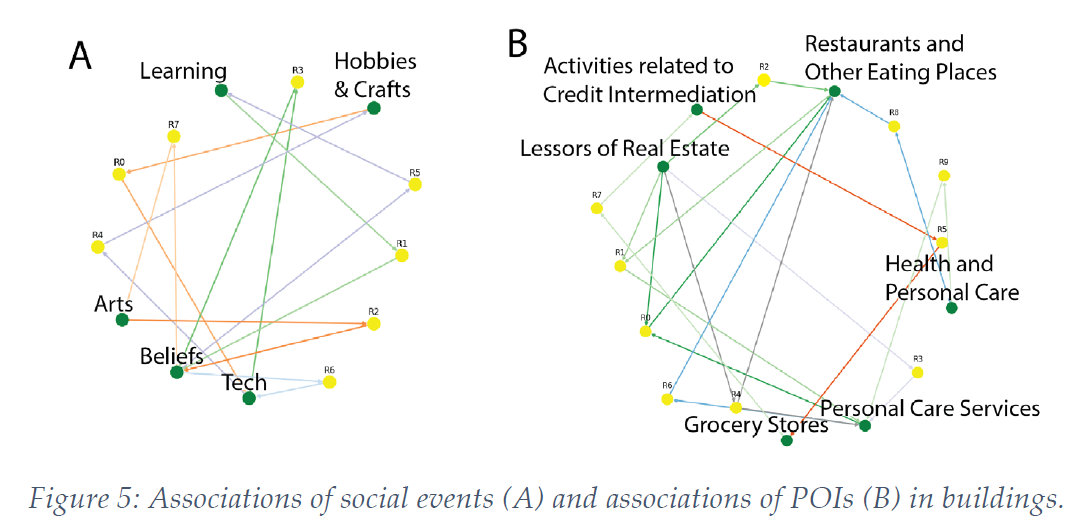 A
Learning
R3
Hobbies
& Crafts
R7
R0
R5
R4
R1
Arts
R2
Beliefs
R6
Tech
B
Restaurants and
Other Eating Places
R2
Activities related to
Credit Intermediation
R8
Lessors of Real Estate
R9
R7
R5
R1
Health and
Personal Care
R0
R3
R6
R4
Personal Care Services
Grocery Stores
Figure 5: Associations of social events (A) and associations of POIs (B) in buildings.